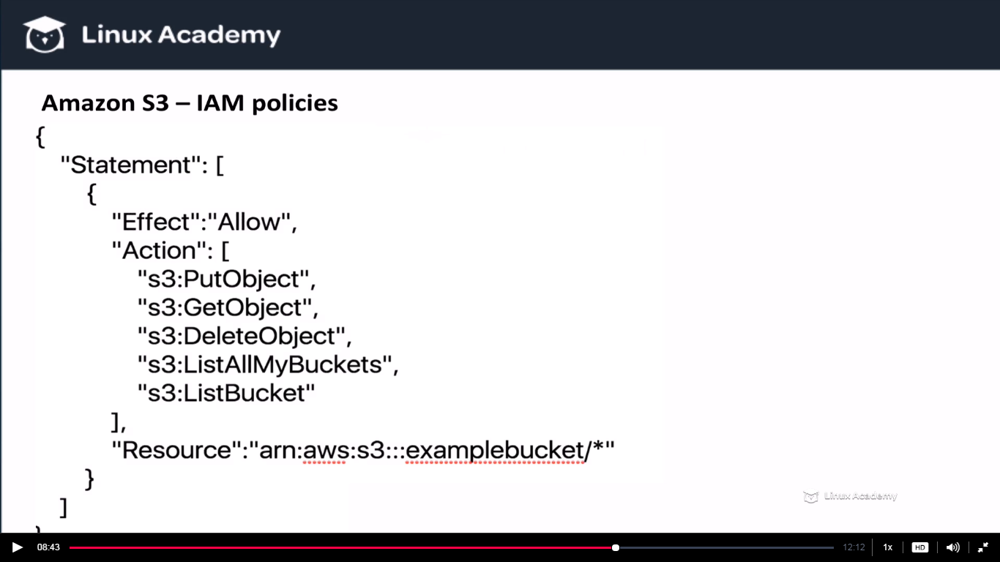 Linux Academy
Amazon S3 – IAM policies
{
"Statement": [
{
"Effect":"Allow",
"Action": [
"s3:PutObject",
"s3:GetObject",
"s3:DeleteObject",
"s3:ListAllMyBuckets",
"s3:ListBucket"
],
"Resource":"arn:aws:s3:::examplebucket/*"
}
]
Linux Academy
08:43 12:12 1x HD